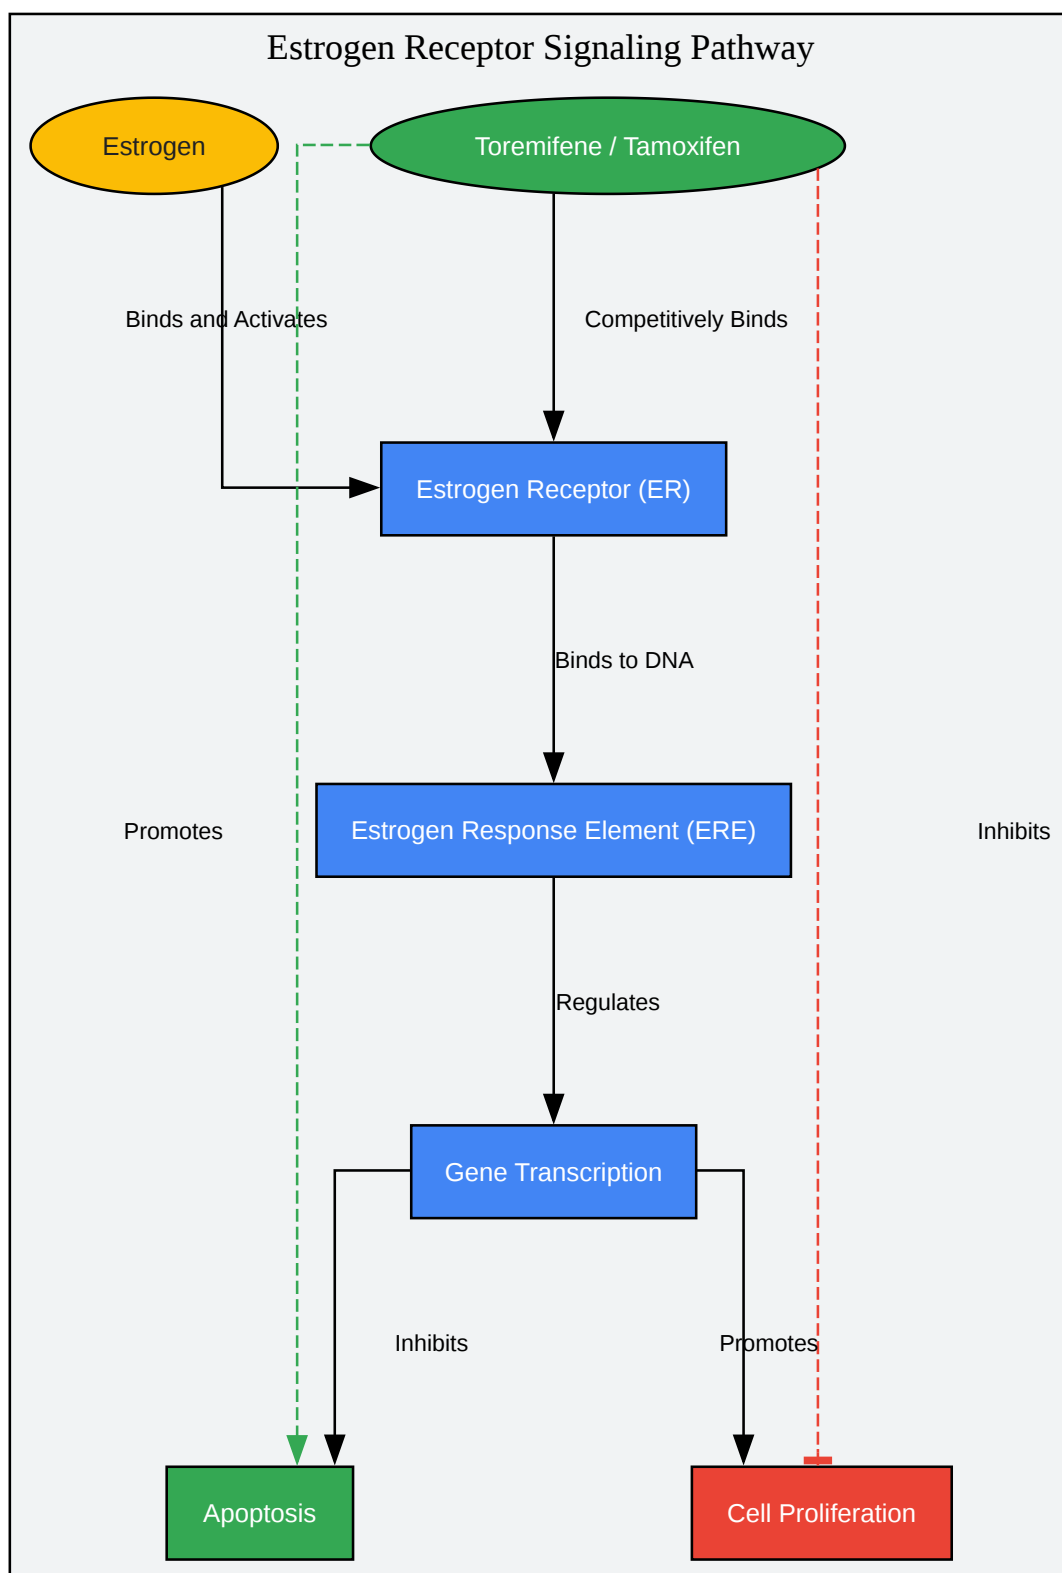 Estrogen Receptor Signaling Pathway
Estrogen
Toremifene / Tamoxifen
Binds and Activates
Competitively Binds
Estrogen Receptor (ER)
Binds to DNA
Promotes
Estrogen Response Element (ERE)
Inhibits
Regulates
Gene Transcription
Inhibits
Promotes
Apoptosis
Cell Proliferation